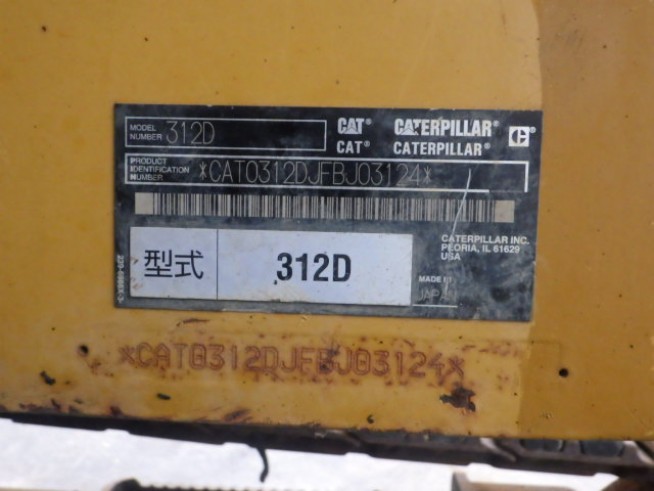 MODEL NUMBER 312D
CAT® CATERPILLAR® C®
CAT® CATERPILLAR®
PRODUCT IDENTIFICATION NUMBER *CAT0312DJFBJ03124*
型式 312D
CATERPILLAR INC.
PEORIA, IL 61629
USA
MADE IN
*CAT0312DJFBJ03124*